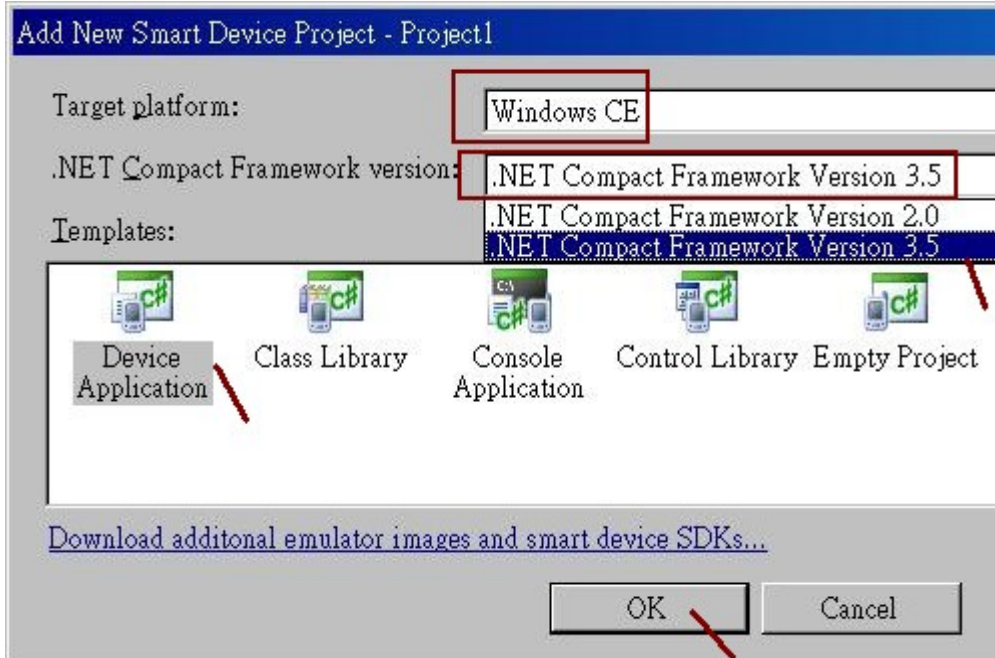 Add New Smart Device Project - Project1
Target platform:
Windows CE
.NET Compact Framework version:
.NET Compact Framework Version 3.5
.NET Compact Framework Version 2.0
.NET Compact Framework Version 3.5
Templates:
Device Application
Class Library
Console Application
Control Library
Empty Project
Download additonal emulator images and smart device SDKs...
OK
Cancel